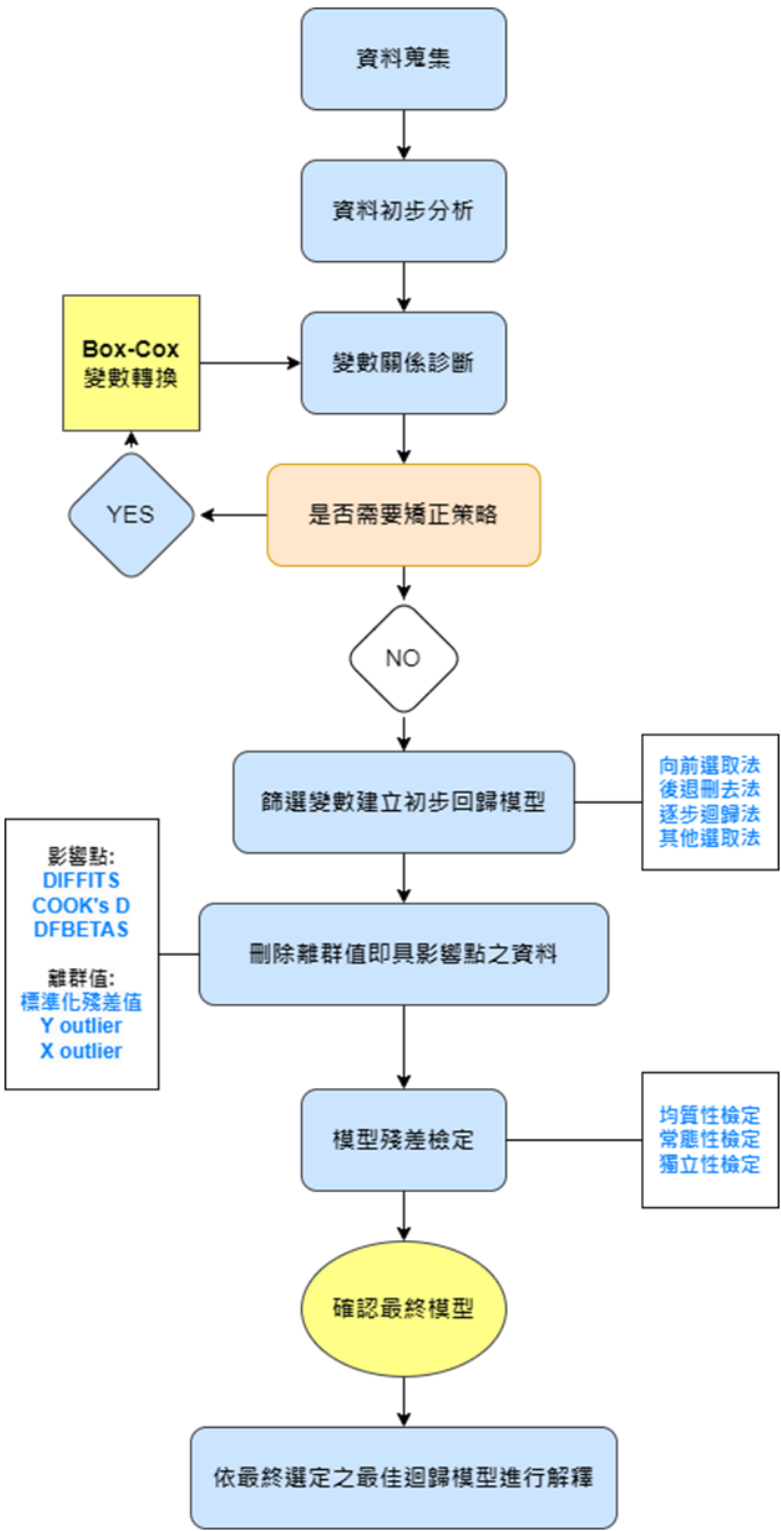 資料蒐集
資料初步分析
Box-Cox
變數轉換
變數關係診斷
YES
是否需要矯正策略
NO
篩選變數建立初步回歸模型
向前選取法
後退刪去法
逐步迴歸法
其他選取法
影響點:
DIFFITS
COOK's D
DFBETAS
離群值:
標準化殘差值
Y outlier
X outlier
刪除離群值即具影響點之資料
模型殘差檢定
均質性檢定
常態性檢定
獨立性檢定
確認最終模型
依最終選定之最佳迴歸模型進行解釋